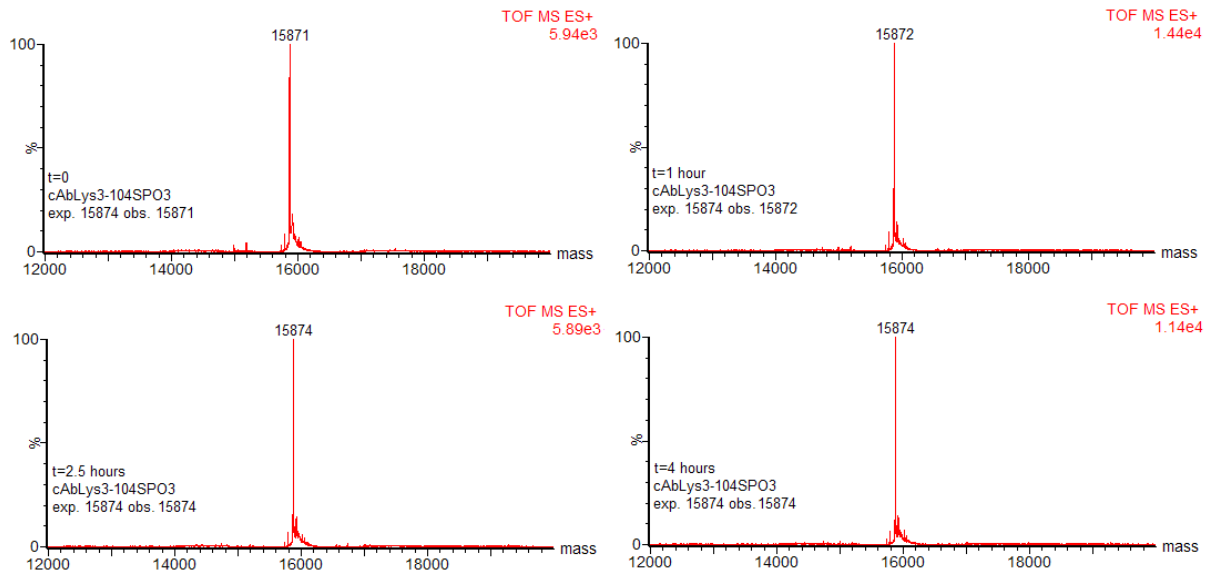 TOF MS ES+
5.94e3
15871
100
%
t=0
cAbLys3-104SPO3
exp. 15874 obs. 15871
0
12000 14000 16000 18000 mass
TOF MS ES+
1.44e4
15872
100
%
t=1 hour
cAbLys3-104SPO3
exp. 15874 obs. 15872
0
12000 14000 16000 18000 mass
TOF MS ES+
5.89e3
15874
100
%
t=2.5 hours
cAbLys3-104SPO3
exp. 15874 obs. 15874
0
12000 14000 16000 18000 mass
TOF MS ES+
1.14e4
15874
100
%
t=4 hours
cAbLys3-104SPO3
exp. 15874 obs. 15874
0
12000 14000 16000 18000 mass